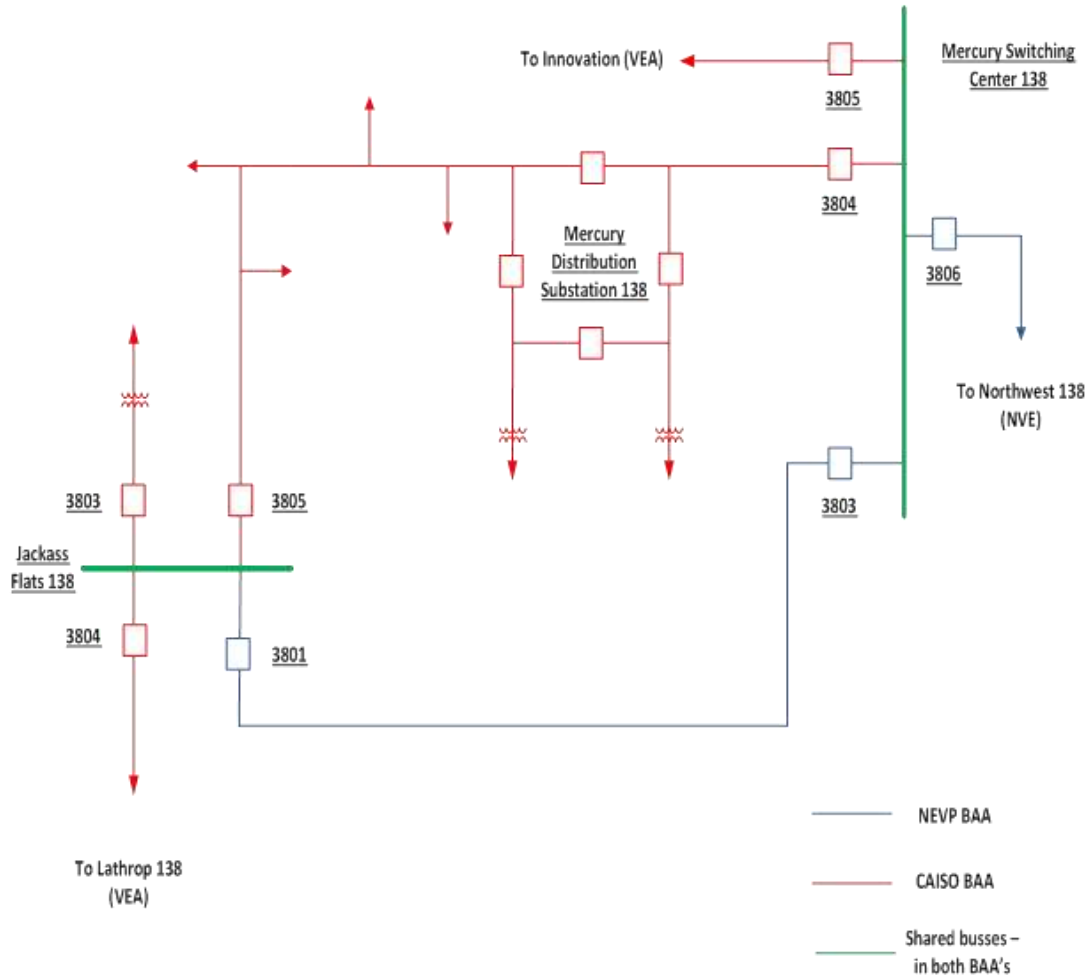 To Innovation (VEA)
3805
Mercury Switching
Center 138
3804
3806
To Northwest 138
(NVE)
Mercury
Distribution
Substation 138
3803
3803
3805
Jackass
Flats 138
3804
3801
To Lathrop 138
(VEA)
NEVP BAA
CAISO BAA
Shared busses –
in both BAA's